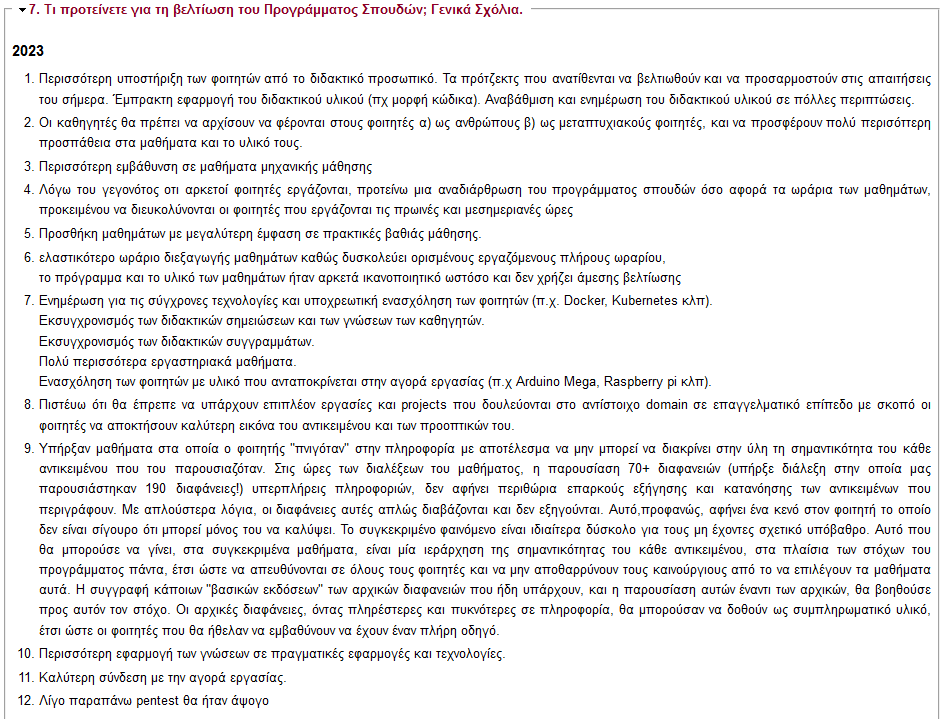 7. Τι προτείνετε για τη βελτίωση του Προγράμματος Σπουδών; Γενικά Σχόλια.
2023
1. Περισσότερη υποστήριξη των φοιτητών από το διδακτικό προσωπικό. Τα πρότζεκτς που ανατίθενται να βελτιωθούν και να προσαρμοστούν στις απαιτήσεις
του σήμερα. Έμπρακτη εφαρμογή του διδακτικού υλικού (πχ μορφή κώδικα). Αναβάθμιση και ενημέρωση του διδακτικού υλικού σε πόλλες περιπτώσεις.
2. Οι καθηγητές θα πρέπει να αρχίσουν να φέρονται στους φοιτητές α) ως ανθρώπους β) ως μεταπτυχιακούς φοιτητές, και να προσφέρουν πολύ περισόττερη
προσπάθεια στα μαθήματα και το υλικό τους.
3. Περισσότερη εμβάθυνση σε μαθήματα μηχανικής μάθησης
4. Λόγω του γεγονότος οτι αρκετοί φοιτητές εργάζονται, προτείνω μια αναδιάρθρωση του προγράμματος σπουδών όσο αφορά τα ωράρια των μαθημάτων,
προκειμένου να διευκολύνονται οι φοιτητές που εργάζονται τις πρωινές και μεσημεριανές ώρες
5. Προσθήκη μαθημάτων με μεγαλύτερη έμφαση σε πρακτικές βαθιάς μάθησης.
6. ελαστικότερο ωράριο διεξαγωγής μαθημάτων καθώς δυσκολεύει ορισμένους εργαζόμενους πλήρους ωραρίου,
το πρόγραμμα και το υλικό των μαθημάτων ήταν αρκετά ικανοποιητικό ωστόσο και δεν χρήζει άμεσης βελτίωσης
7. Ενημέρωση για τις σύγχρονες τεχνολογίες και υποχρεωτική ενασχόληση των φοιτητών (π.χ. Docker, Kubernetes κλπ).
Εκσυγχρονισμός των διδακτικών σημειώσεων και των γνώσεων των καθηγητών.
Εκσυγχρονισμός των διδακτικών συγγραμμάτων.
Πολύ περισσότερα εργαστηριακά μαθήματα.
Ενασχόληση των φοιτητών με υλικό που ανταποκρίνεται στην αγορά εργασίας (π.χ Arduino Mega, Raspberry pi κλπ).
8. Πιστέυω ότι θα έπρεπε να υπάρχουν επιπλέον εργασίες και projects που δουλεύονται στο αντίστοιχο domain σε επαγγελματικό επίπεδο με σκοπό οι
φοιτητές να αποκτήσουν καλύτερη εικόνα του αντικειμένου και των προοπτικών του.
9. Υπήρξαν μαθήματα στα οποία ο φοιτητής "πνιγόταν" στην πληροφορία με αποτέλεσμα να μην μπορεί να διακρίνει στην ύλη τη σημαντικότητα του κάθε
αντικειμένου που του παρουσιαζόταν. Στις ώρες των διαλέξεων του μαθήματος, η παρουσίαση 70+ διαφανειών (υπήρξε διάλεξη στην οποία μας
παρουσιάστηκαν 190 διαφάνειες!) υπερπλήρεις πληροφοριών, δεν αφήνει περιθώρια επαρκούς εξήγησης και κατανόησης των αντικειμένων που
περιγράφουν. Με απλούστερα λόγια, οι διαφάνειες αυτές απλώς διαβάζονται και δεν εξηγούνται. Αυτό,προφανώς, αφήνει ένα κενό στον φοιτητή το οποίο
δεν είναι σίγουρο ότι μπορεί μόνος του να καλύψει. Το συγκεκριμένο φαινόμενο είναι ιδιαίτερα δύσκολο για τους μη έχοντες σχετικό υπόβαθρο. Αυτό που
θα μπορούσε να γίνει, στα συγκεκριμένα μαθήματα, είναι μία ιεράρχηση της σημαντικότητας του κάθε αντικειμένου, στα πλαίσια των στόχων του
προγράμματος πάντα, έτσι ώστε να απευθύνονται σε όλους τους φοιτητές και να μην αποθαρρύνουν τους καινούργιους από το να επιλέγουν τα μαθήματα
αυτά. Η συγγραφή κάποιων "βασικών εκδόσεων" των αρχικών διαφανειών που ήδη υπάρχουν, και η παρουσίαση αυτών έναντι των αρχικών, θα βοηθούσε
προς αυτόν τον στόχο. Οι αρχικές διαφάνειες, όντας πληρέστερες και πυκνότερες σε πληροφορία, θα μπορούσαν να δοθούν ως συμπληρωματικό υλικό,
έτσι ώστε οι φοιτητές που θα ήθελαν να εμβαθύνουν να έχουν έναν πλήρη οδηγό.
10. Περισσότερη εφαρμογή των γνώσεων σε πραγματικές εφαρμογές και τεχνολογίες.
11. Καλύτερη σύνδεση με την αγορά εργασίας.
12. Λίγο παραπάνω pentest θα ήταν άψογο